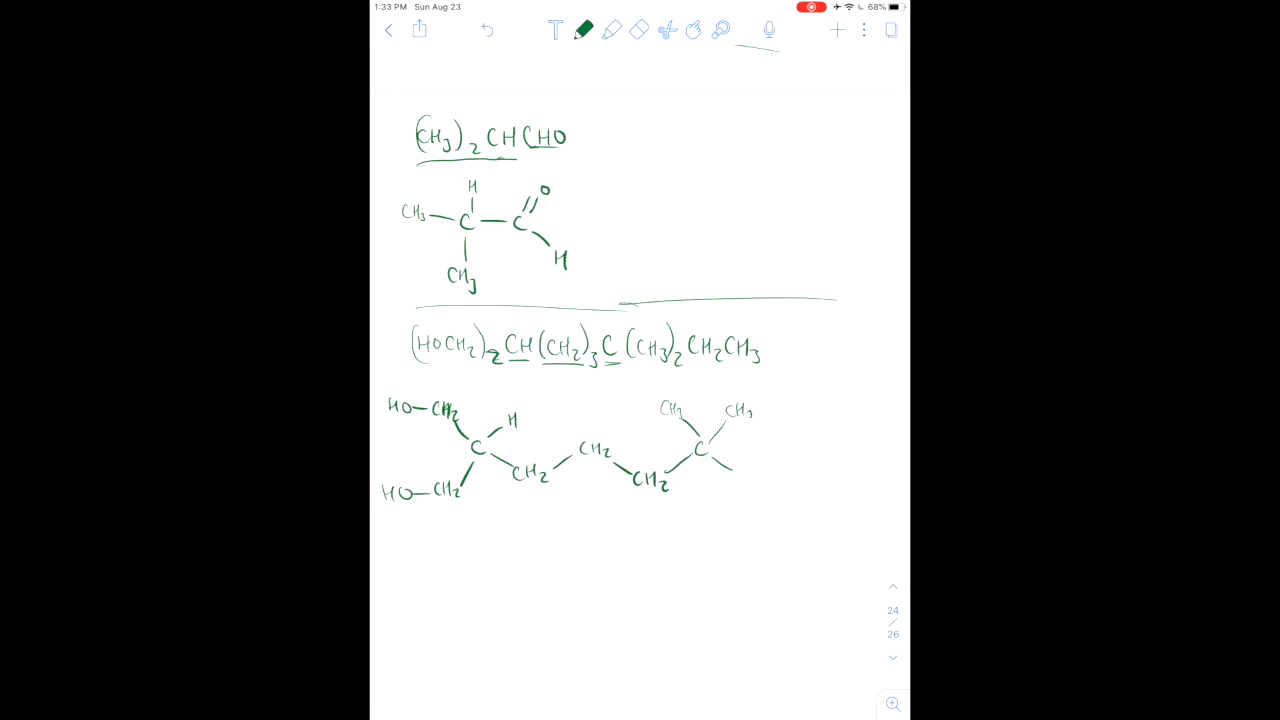 1:33 PM Sun Aug 23 68%
T
(CH3)2CHCHO
H O
CH3 C C
H
CH3
(HOCH2)2CH(CH2)3C(CH3)2CH2CH3
HO CH2 H CH3 CH3
C CH2 C
CH2 CH2
HO CH2
24
/
26